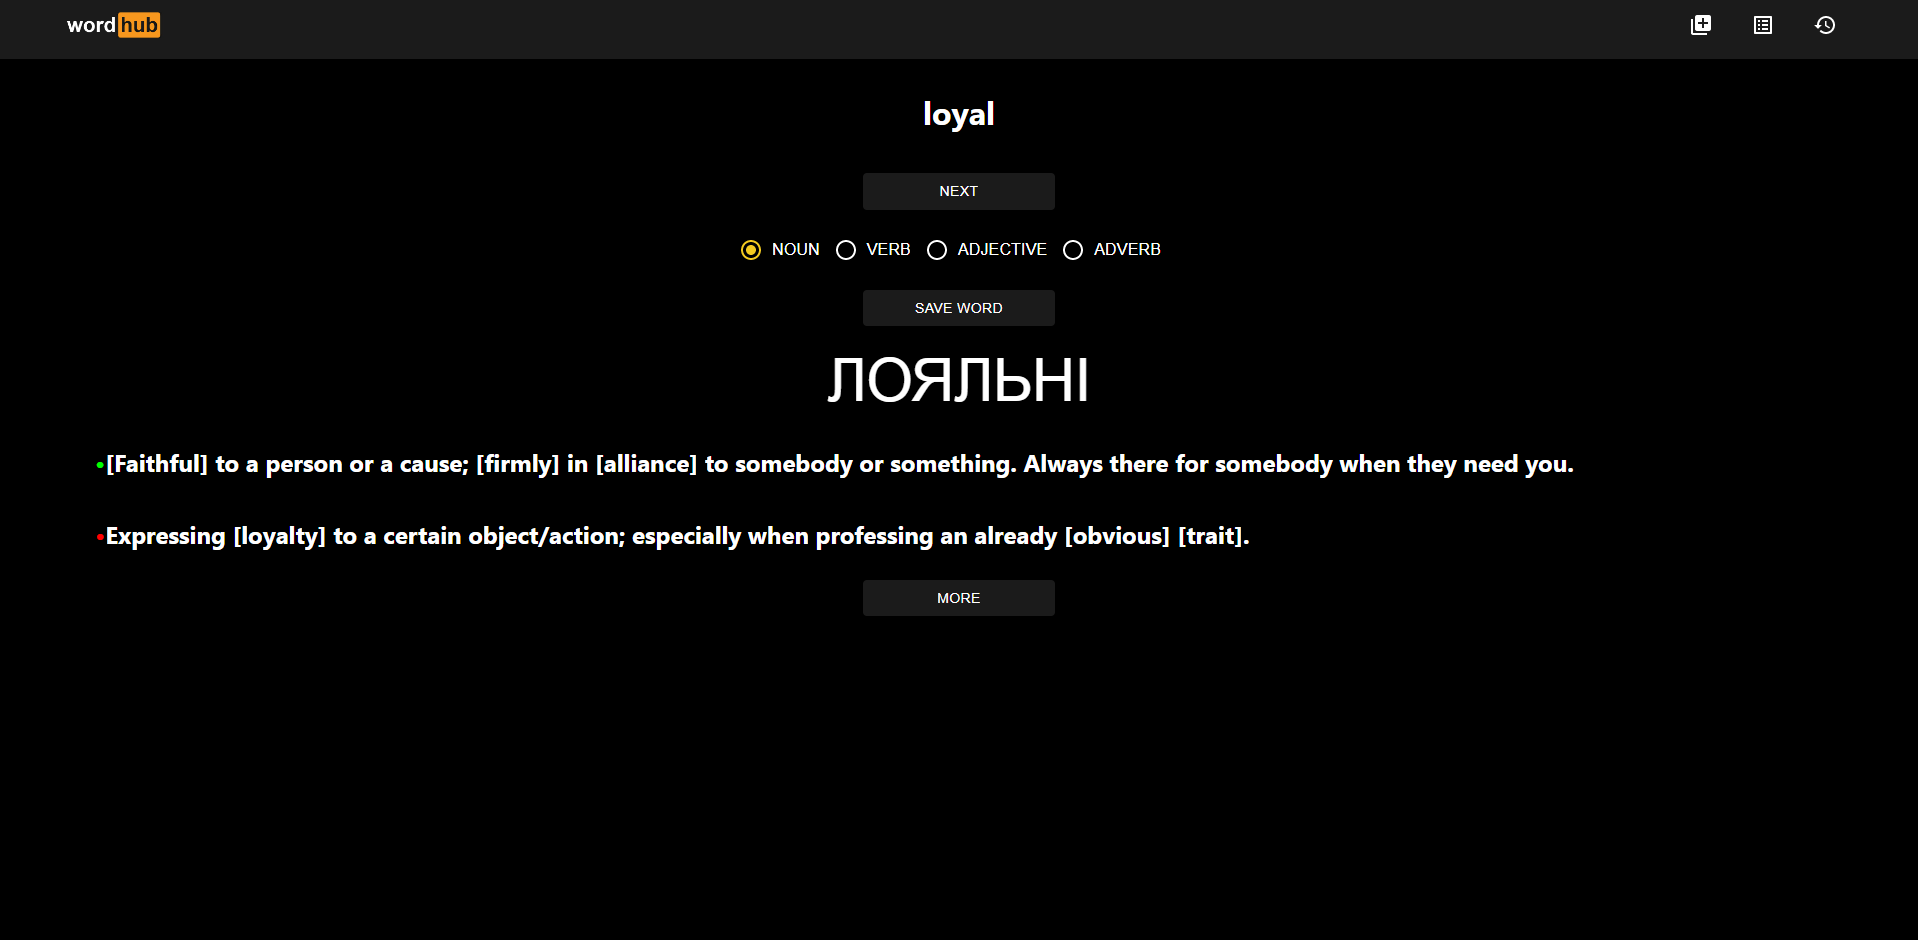 wordhub
loyal
NEXT
NOUN VERB ADJECTIVE ADVERB
SAVE WORD
ЛОЯЛЬНІ
•[Faithful] to a person or a cause; [firmly] in [alliance] to somebody or something. Always there for somebody when they need you.
•Expressing [loyalty] to a certain object/action; especially when professing an already [obvious] [trait].
MORE